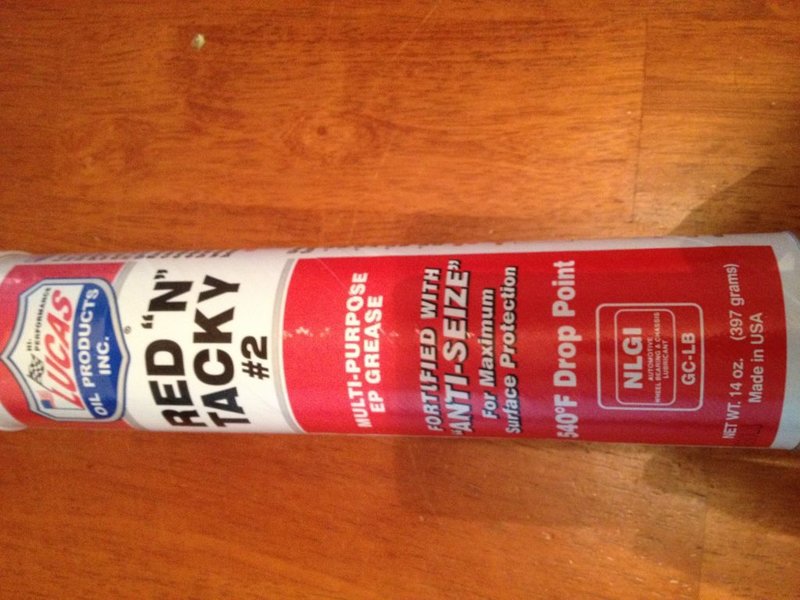 HI-PERFORMANCE
LUCAS
OIL PRODUCTS
INC.
®
RED "N"
TACKY
#2
MULTI-PURPOSE
EP GREASE
FORTIFIED WITH
"ANTI-SEIZE"
For Maximum
Surface Protection
540°F Drop Point
NLGI
AUTOMOTIVE
WHEEL BEARING & CHASSIS
LUBRICANT
GC-LB
NET WT. 14 oz. (397 grams)
Made in USA